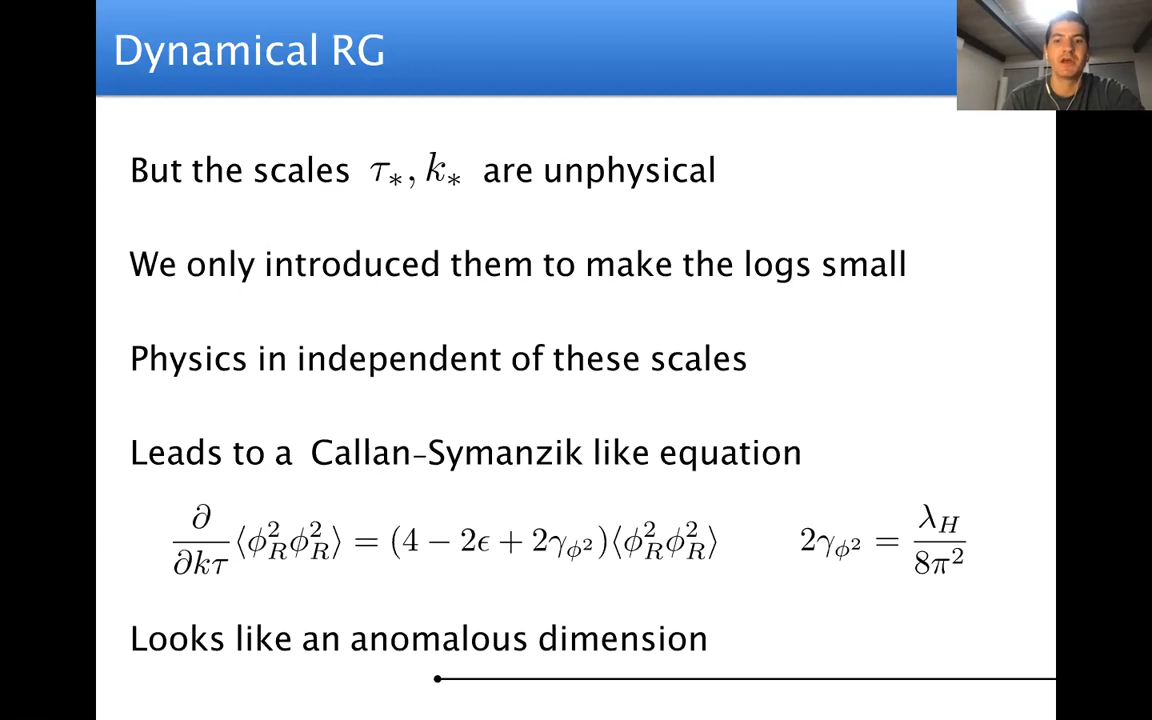 Dynamical RG
But the scales τ∗, k∗ are unphysical
We only introduced them to make the logs small
Physics in independent of these scales
Leads to a Callan-Symanzik like equation
∂/∂kτ ⟨ϕ²_R ϕ²_R⟩ = (4 − 2ϵ + 2γ_ϕ²)⟨ϕ²_R ϕ²_R⟩ 2γ_ϕ² = λ_H/8π²
Looks like an anomalous dimension